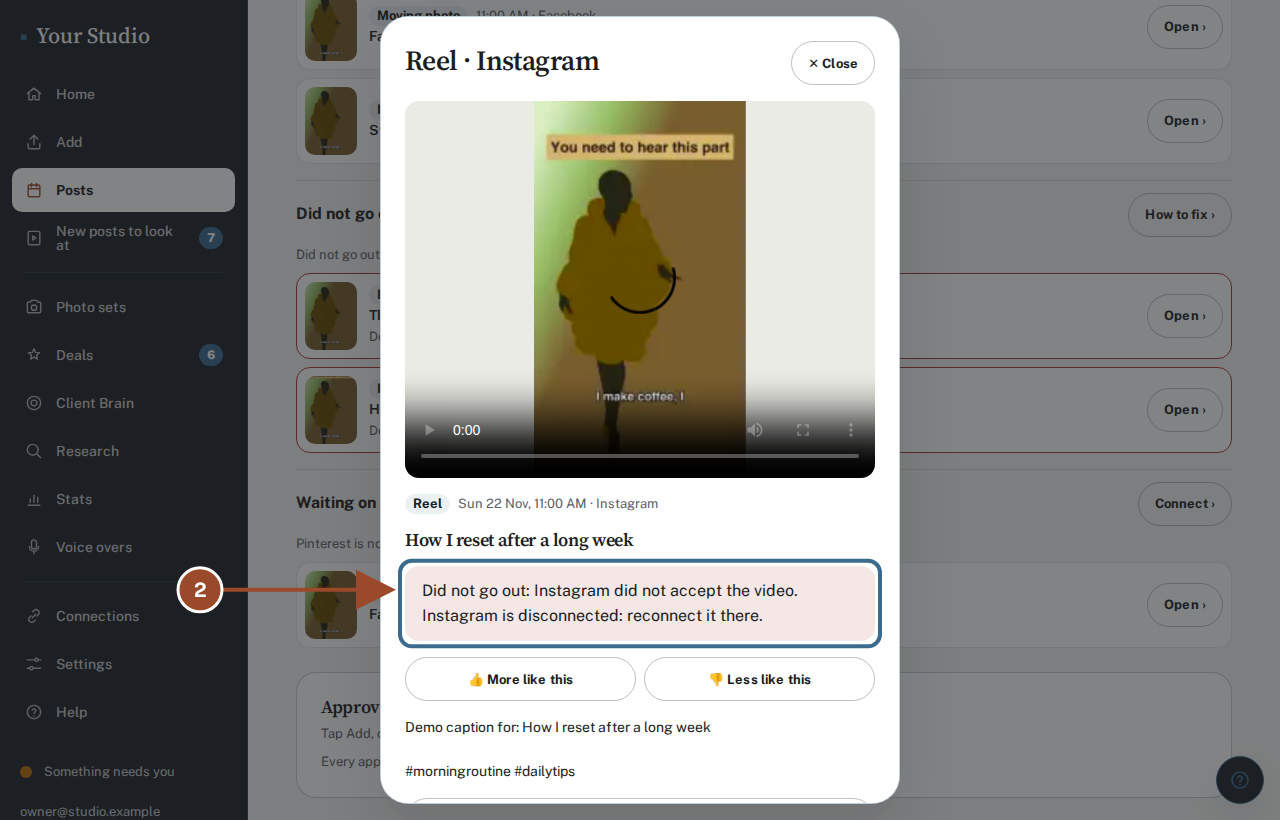 Your Studio
Home
Add
Posts
New posts to look
at
7
Photo sets
Deals
6
Client Brain
Research
Stats
Voice overs
Connections
Settings
Help
Something needs you
owner@studio.example
Moving photo 11:00 AM · Facebook
Open ›
Open ›
Did not go
How to fix ›
Did not go out
Open ›
Open ›
Waiting on
Connect ›
Pinterest is
Open ›
Approv
Tap Add,
Every app
Reel · Instagram
× Close
You need to hear this part
I make coffee, I
0:00
Reel Sun 22 Nov, 11:00 AM · Instagram
How I reset after a long week
2
Did not go out: Instagram did not accept the video.
Instagram is disconnected: reconnect it there.
👍 More like this
👎 Less like this
Demo caption for: How I reset after a long week
#morningroutine #dailytips